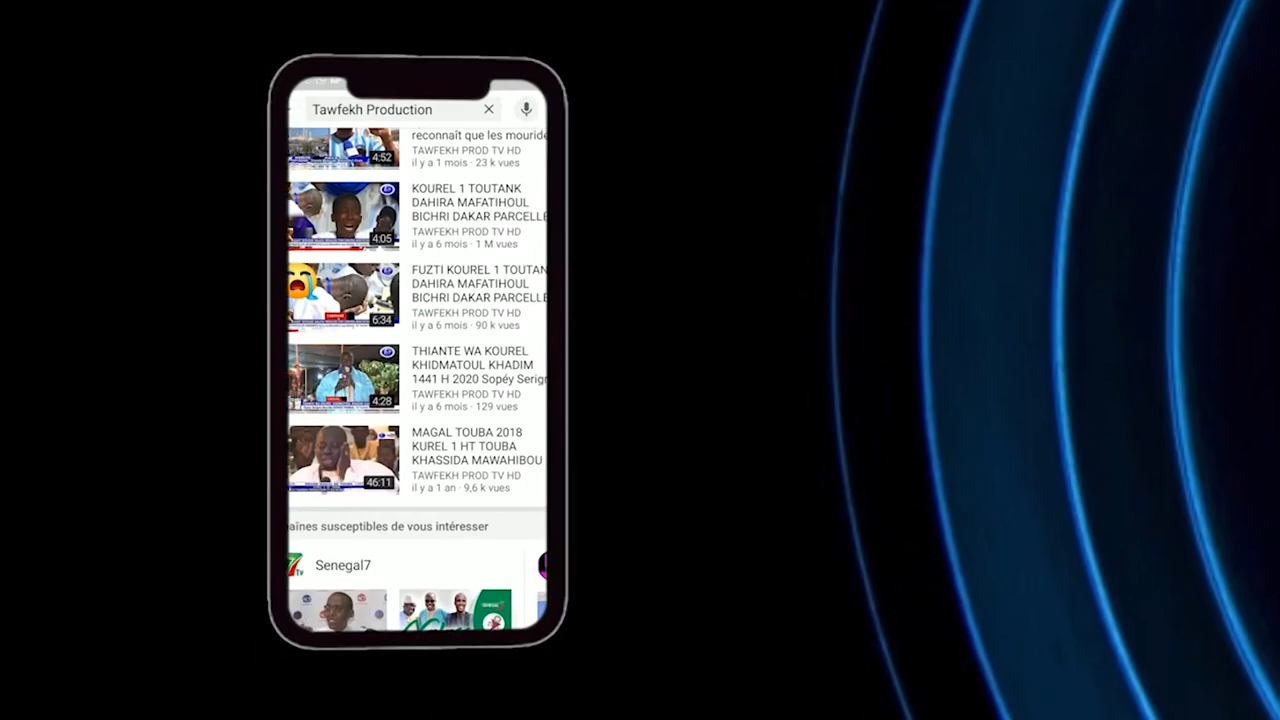 Tawfekh Production
reconnaît que les mouride
TAWFEKH PROD TV HD
il y a 1 mois · 23 k vues
4:52
KOUREL 1 TOUTANK
DAHIRA MAFATIHOUL
BICHRI DAKAR PARCELLE
TAWFEKH PROD TV HD
il y a 6 mois · 1 M vues
4:05
FUZTI KOUREL 1 TOUTAN
DAHIRA MAFATIHOUL
BICHRI DAKAR PARCELLE
TAWFEKH PROD TV HD
il y a 6 mois · 90 k vues
6:34
THIANTE WA KOUREL
KHIDMATOUL KHADIM
1441 H 2020 Sopéy Serign
TAWFEKH PROD TV HD
il y a 6 mois · 129 vues
4:28
MAGAL TOUBA 2018
KUREL 1 HT TOUBA
KHASSIDA MAWAHIBOU
TAWFEKH PROD TV HD
il y a 1 an · 9,6 k vues
46:11
aînes susceptibles de vous intéresser
7
Tv
Senegal7